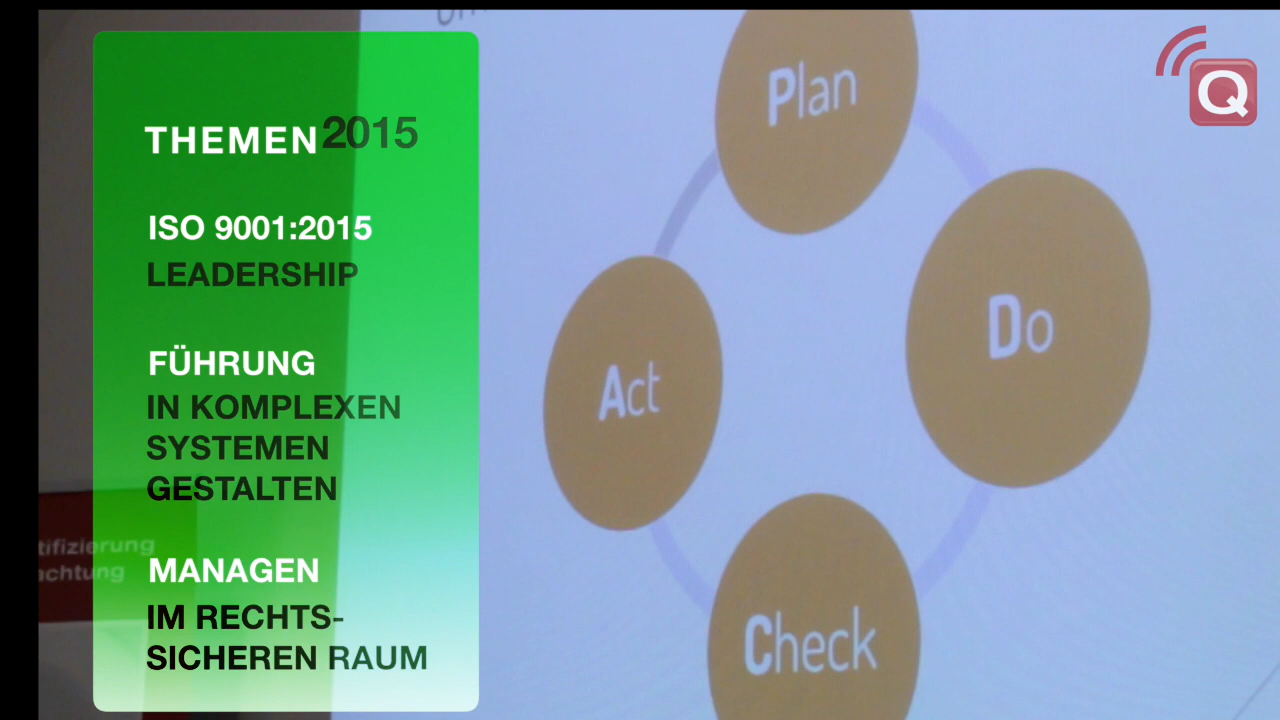 THEMEN 2015
ISO 9001:2015
LEADERSHIP
FÜHRUNG
IN KOMPLEXEN
SYSTEMEN
GESTALTEN
MANAGEN
IM RECHTS-
SICHEREN RAUM
Plan
Do
Act
Check
Q